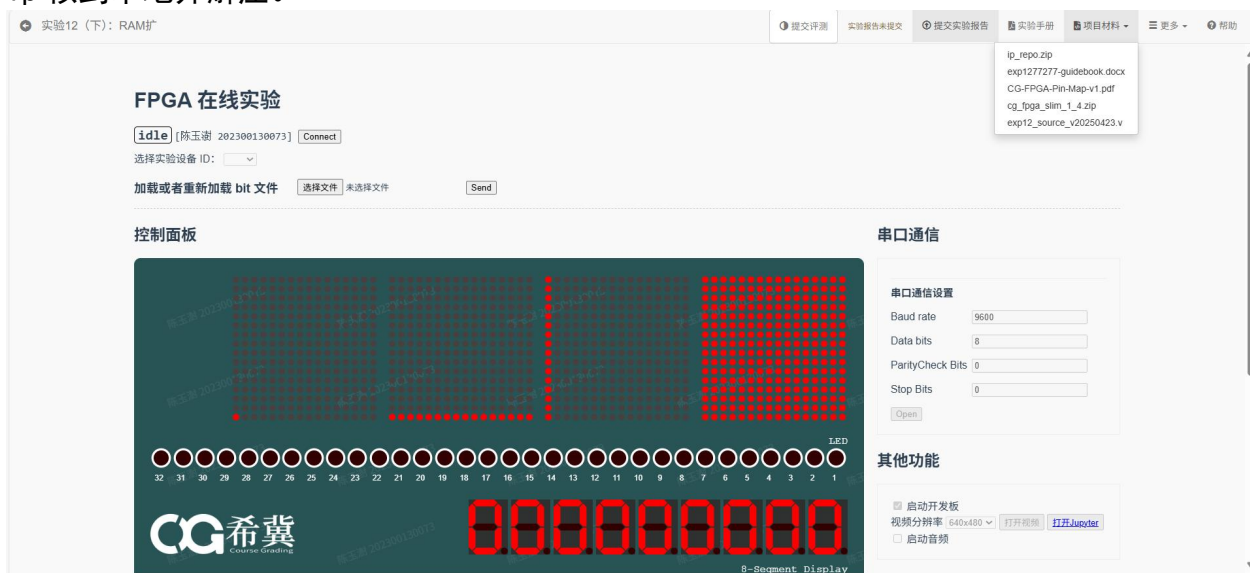 实验12（下）：RAM扩
提交评测
实验报告未提交
提交实验报告
实验手册
项目材料
更多
帮助
ip_repo.zip
exp1277277-guidebook.docx
CG-FPGA-Pin-Map-v1.pdf
cg_fpga_slim_1_4.zip
exp12_source_v20250423.v
FPGA 在线实验
idle [陈玉澍 202300130073] Connect
选择实验设备 ID：
加载或者重新加载 bit 文件 选择文件 未选择文件 Send
控制面板
串口通信
串口通信设置
Baud rate 9600
Data bits 8
ParityCheck Bits 0
Stop Bits 0
Open
LED
32 31 30 29 28 27 26 25 24 23 22 21 20 19 18 17 16 15 14 13 12 11 10 9 8 7 6 5 4 3 2 1
其他功能
启动开发板
视频分辨率 640x480 打开视频 打开Jupyter
启动音频
CG希冀
Course Grading
8-Segment Display